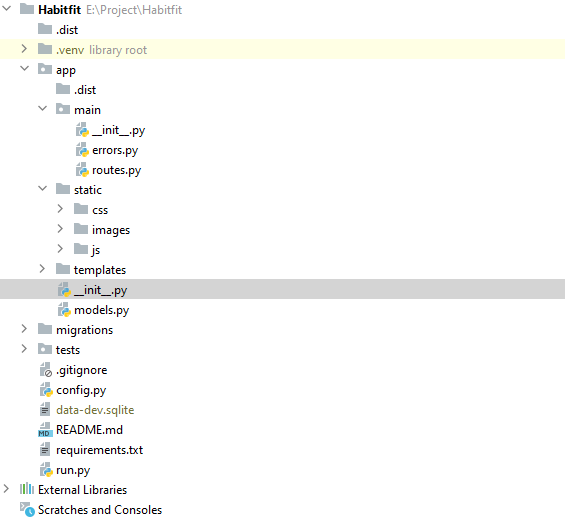 Habitfit E:\Project\Habitfit
.dist
.venv library root
app
.dist
main
__init__.py
errors.py
routes.py
static
css
images
js
templates
__init__.py
models.py
migrations
tests
.gitignore
config.py
data-dev.sqlite
MD README.md
requirements.txt
run.py
External Libraries
Scratches and Consoles